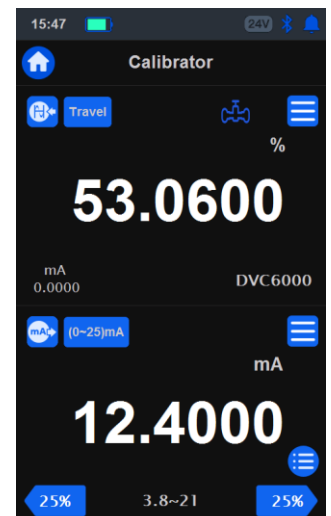 15:47 24V
Calibrator
Travel
%
53.0600
mA
0.0000 DVC6000
mA (0~25)mA
mA
12.4000
25% 3.8~21 25%